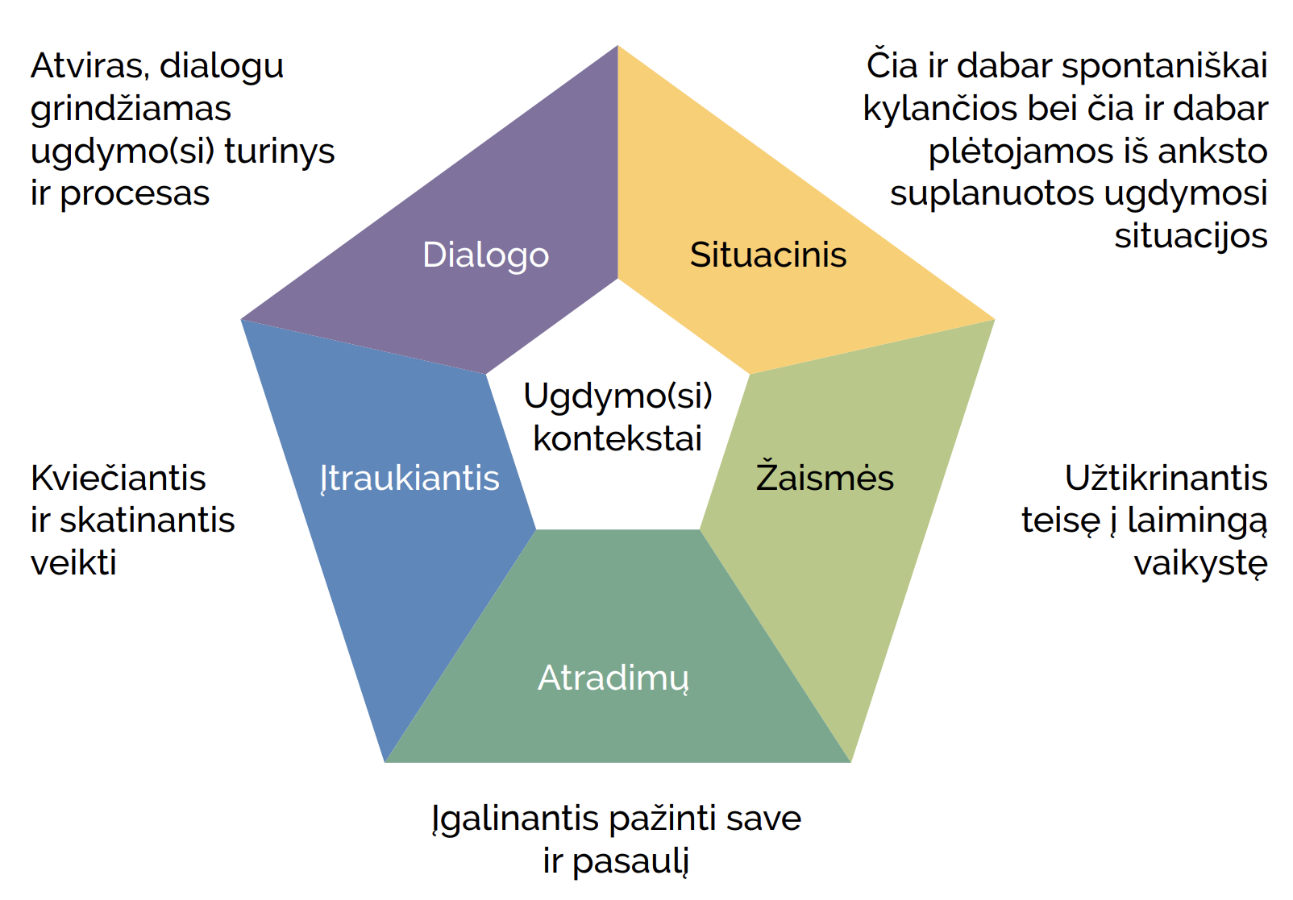 Atviras, dialogu
grindžiamas
ugdymo(si) turinys
ir procesas
Čia ir dabar spontaniškai
kylančios bei čia ir dabar
plėtojamos iš anksto
suplanuotos ugdymosi
situacijos
Dialogo
Situacinis
Ugdymo(si)
kontekstai
Kviečiantis
ir skatinantis
veikti
Įtraukiantis
Žaismės
Užtikrinantis
teisę į laimingą
vaikystę
Atradimų
Įgalinantis pažinti save
ir pasaulį